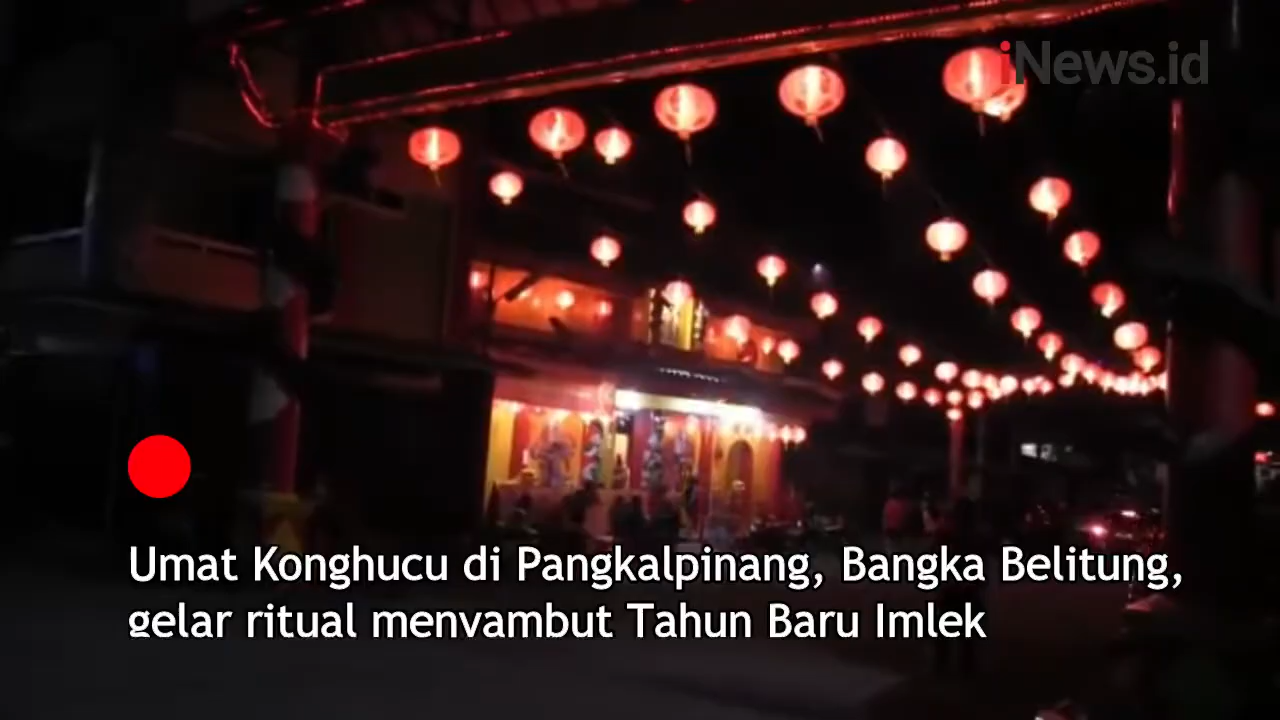 iNews.id
Umat Konghucu di Pangkalpinang, Bangka Belitung,
gelar ritual menyambut Tahun Baru Imlek